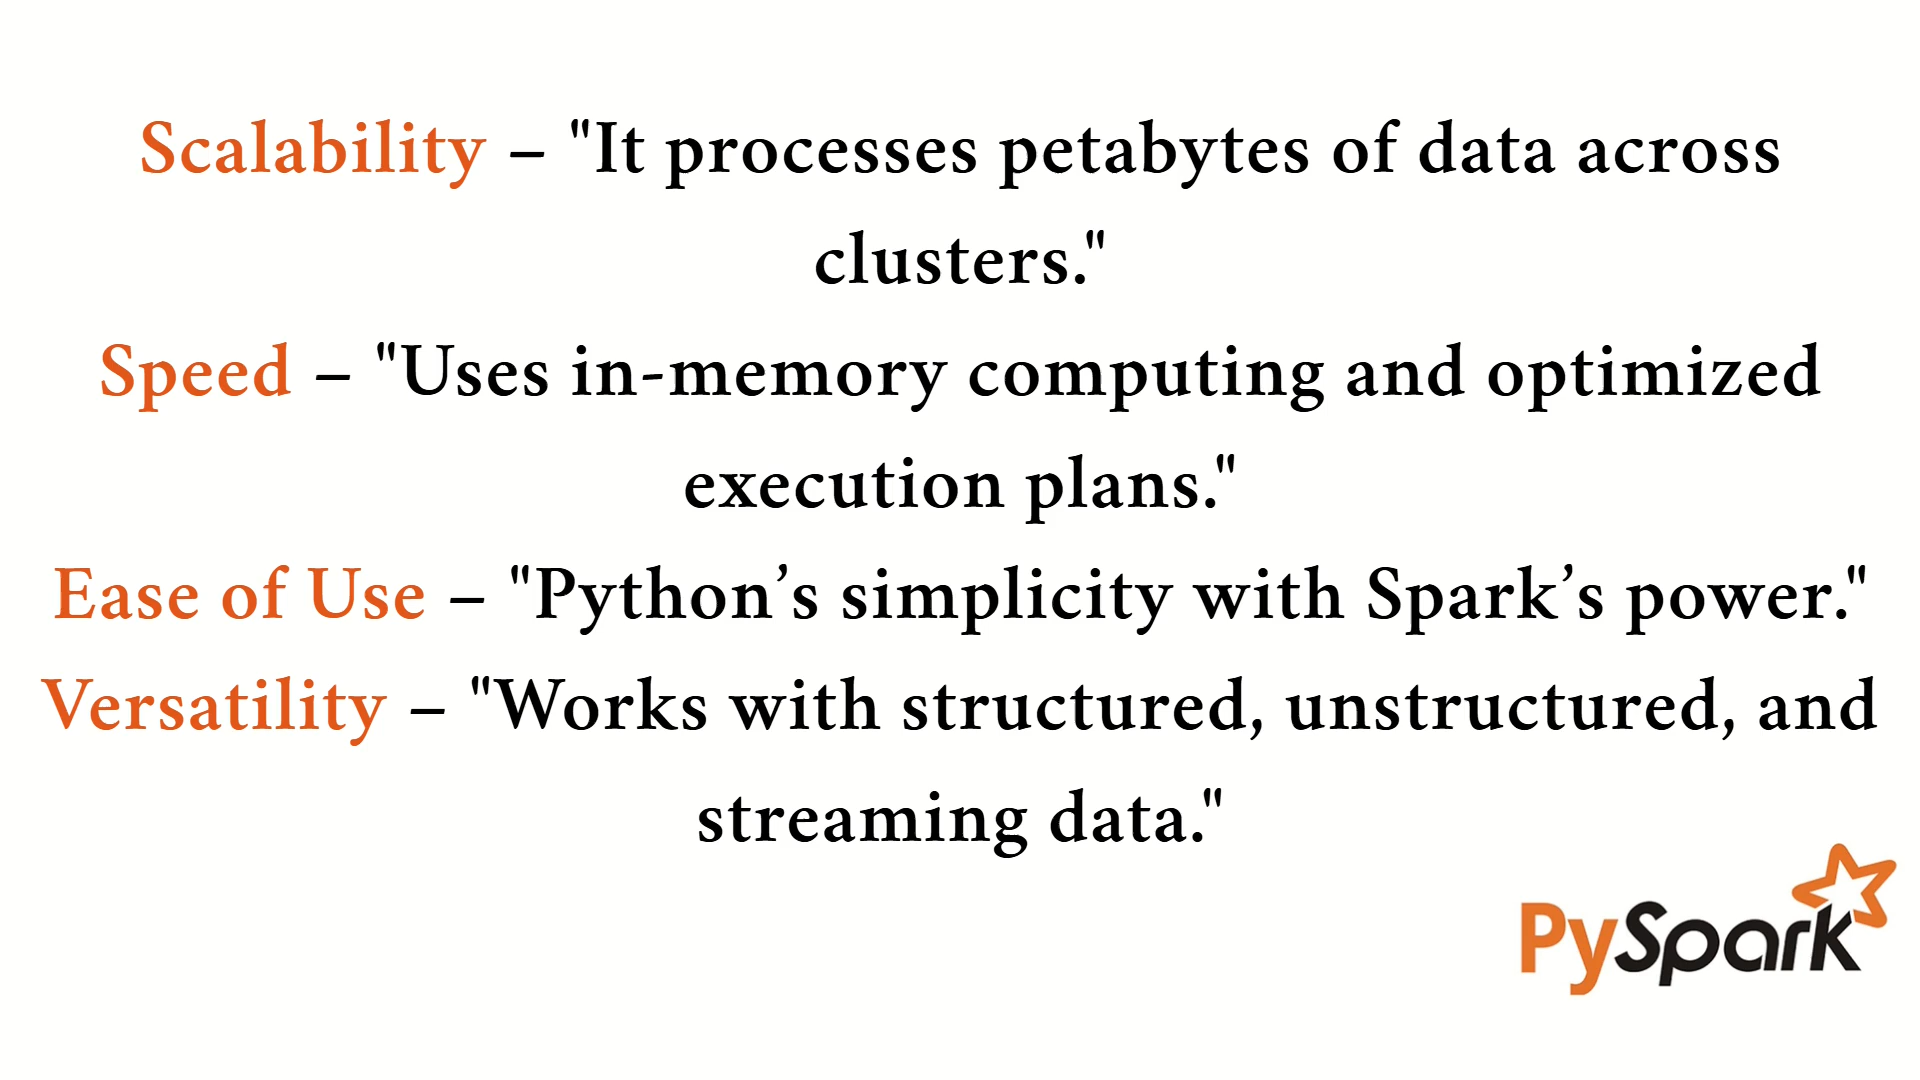 Scalability – "It processes petabytes of data across
clusters."
Speed – "Uses in-memory computing and optimized
execution plans."
Ease of Use – "Python’s simplicity with Spark’s power."
Versatility – "Works with structured, unstructured, and
streaming data."
PySpark